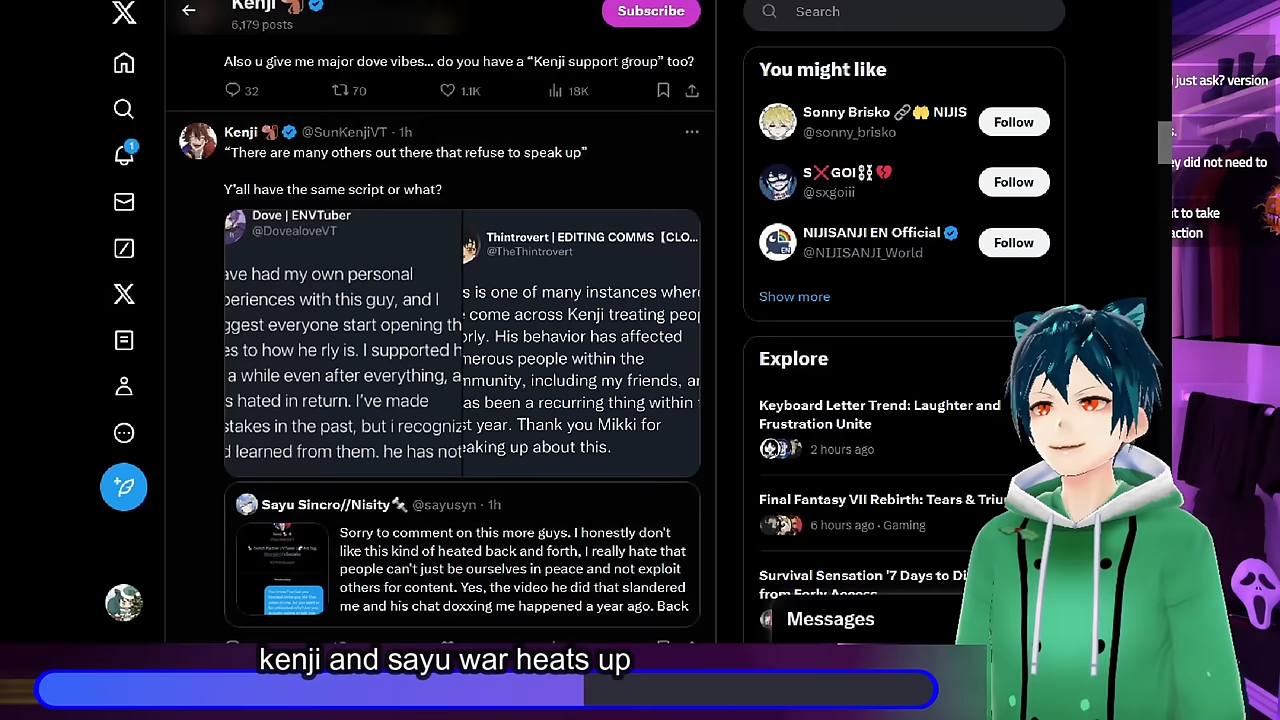 Kenji
6,179 posts
Subscribe
Search
Also u give me major dove vibes... do you have a “Kenji support group” too?
32
70
1.1K
18K
Kenji @SunKenjiVT · 1h
“There are many others out there that refuse to speak up”
Y'all have the same script or what?
Dove | ENVTuber
@DovealoveVT
ave had my own personal
periences with this guy, and I
ggest everyone start opening th
es to how he rly is. I supported h
a while even after everything, a
s hated in return. I've made
stakes in the past, but i recogniz
d learned from them. he has not
Thintrovert | EDITING COMMS【CLO...
@TheThintrovert
s is one of many instances where
come across Kenji treating peop
orly. His behavior has affected
merous people within the
mmunity, including my friends, an
as been a recurring thing within
st year. Thank you Mikki for
eaking up about this.
Sayu Sincro//Nisity @sayusyn · 1h
Sorry to comment on this more guys. I honestly don't
like this kind of heated back and forth, I really hate that
people can't just be ourselves in peace and not exploit
others for content. Yes, the video he did that slandered
me and his chat calling me happened a year ago. Back
You might like
Sonny Brisko NIJIS
@sonny_brisko
Follow
S❌GOI
@sxgoiii
Follow
NIJISANJI EN Official
@NIJISANJI_World
Follow
Show more
Explore
Keyboard Letter Trend: Laughter and
Frustration Unite
2 hours ago
Final Fantasy VII Rebirth: Tears & Triu
6 hours ago · Gaming
Survival Sensation '7 Days to Di
from Early Access
Messages
1
just ask? version
s.
ey did not need to
t to take
action
kenji and sayu war heats up